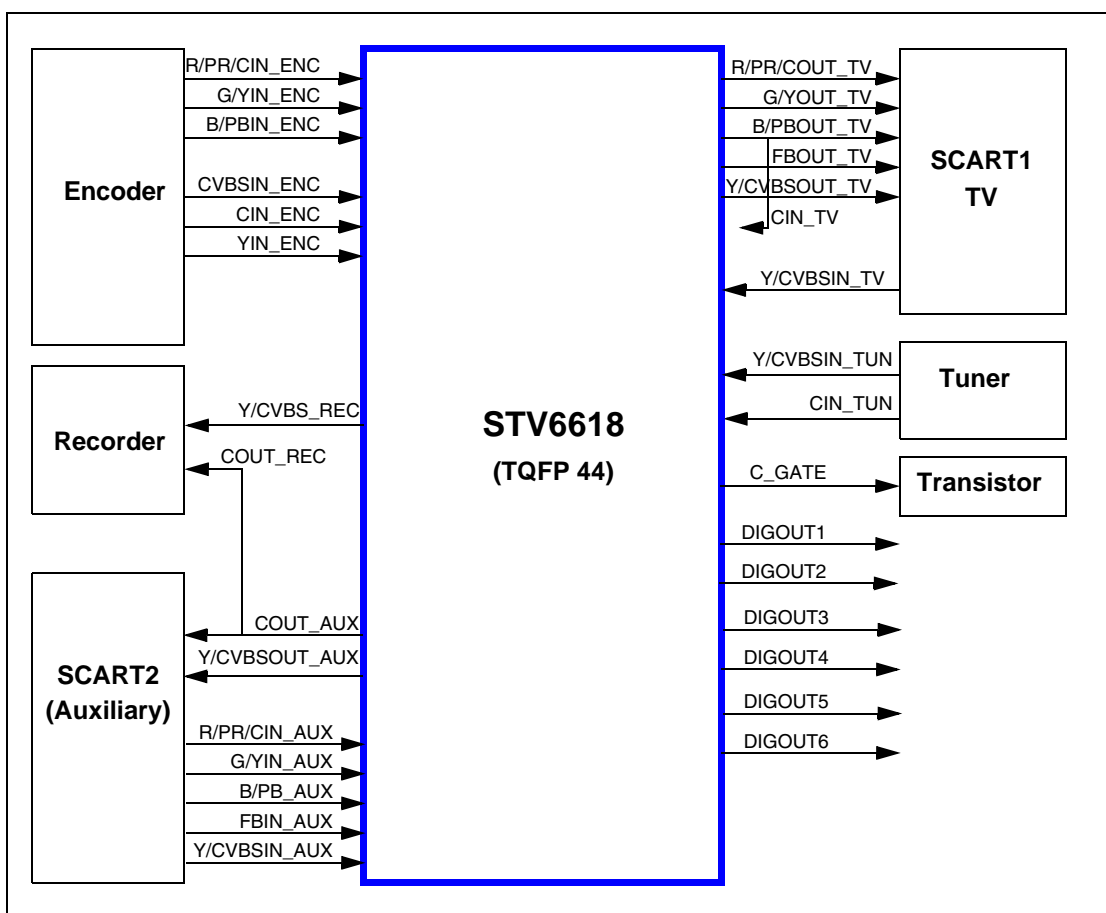 Encoder
R/PR/CIN_ENC
G/YIN_ENC
B/PBIN_ENC
CVBSIN_ENC
CIN_ENC
YIN_ENC
Recorder
Y/CVBS_REC
COUT_REC
SCART2
(Auxiliary)
COUT_AUX
Y/CVBSOUT_AUX
R/PR/CIN_AUX
G/YIN_AUX
B/PB_AUX
FBIN_AUX
Y/CVBSIN_AUX
STV6618
(TQFP 44)
R/PR/COUT_TV
G/YOUT_TV
B/PBOUT_TV
FBOUT_TV
Y/CVBSOUT_TV
CIN_TV
Y/CVBSIN_TV
SCART1
TV
Y/CVBSIN_TUN
CIN_TUN
Tuner
C_GATE
Transistor
DIGOUT1
DIGOUT2
DIGOUT3
DIGOUT4
DIGOUT5
DIGOUT6